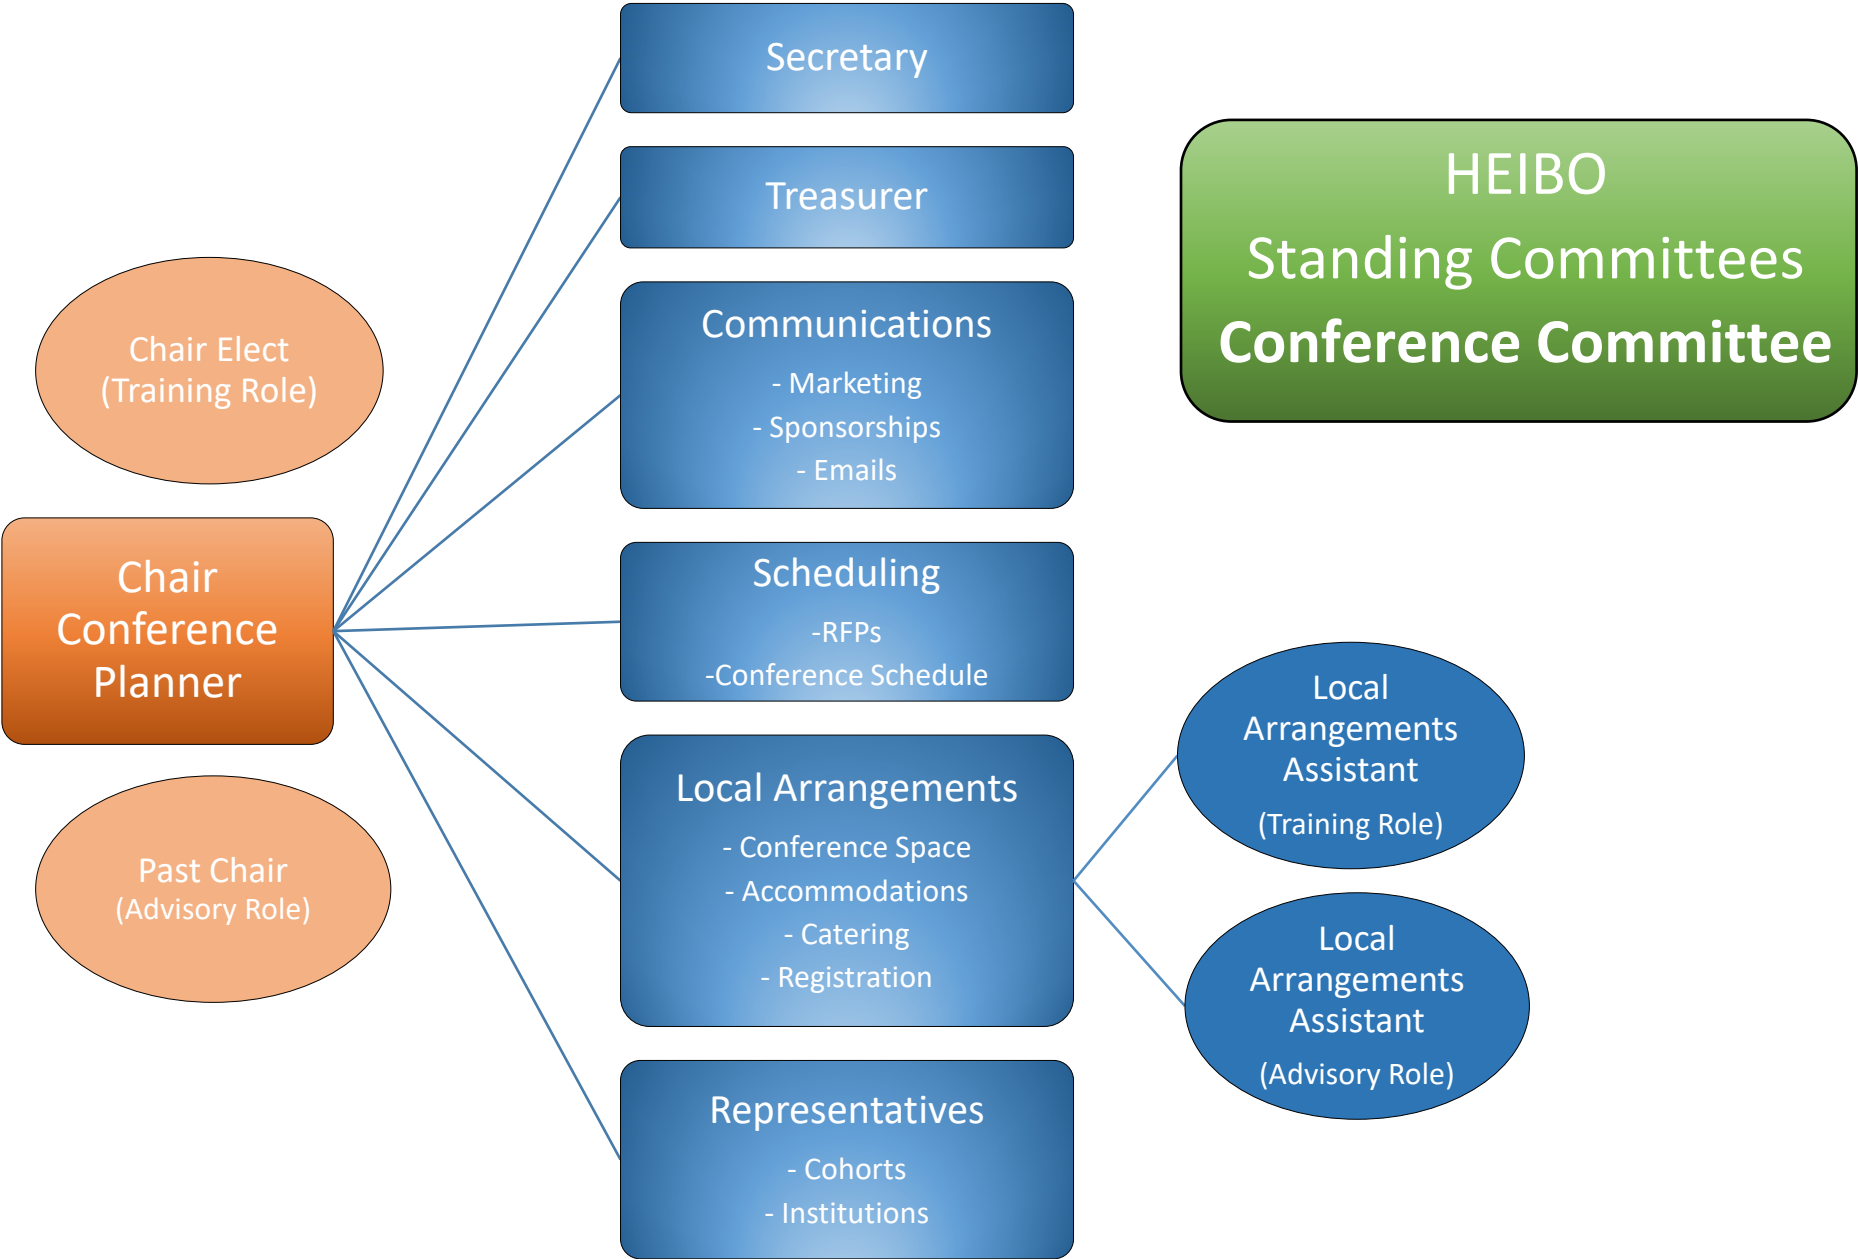 Secretary
Treasurer
Communications
- Marketing
- Sponsorships
- Emails
Scheduling
-RFPs
-Conference Schedule
Local Arrangements
- Conference Space
- Accommodations
- Catering
- Registration
Representatives
- Cohorts
- Institutions
HEIBO
Standing Committees
Conference Committee
Chair Elect
(Training Role)
Chair
Conference
Planner
Past Chair
(Advisory Role)
Local
Arrangements
Assistant
(Training Role)
Local
Arrangements
Assistant
(Advisory Role)